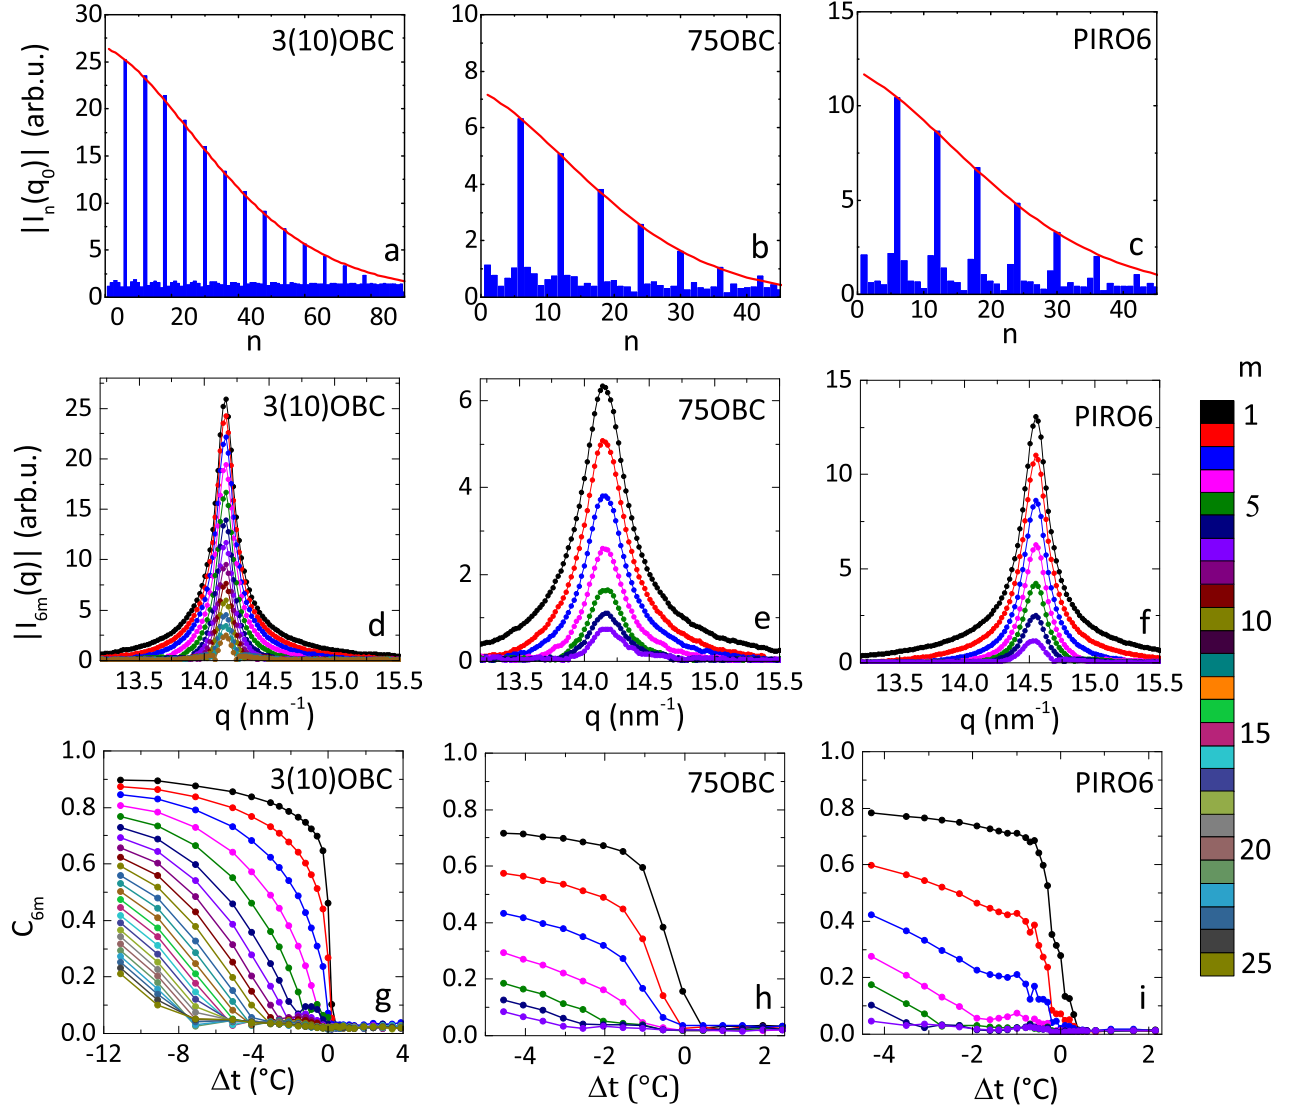 3(10)OBC
30
25
20
15
10
5
0
0 20 40 60 80
n
a
|Iₙ(q₀)| (arb.u.)
75OBC
10
8
6
4
2
0
0 10 20 30 40
n
b
PIRO6
15
10
5
0
0 10 20 30 40
n
c
3(10)OBC
25
20
15
10
5
0
13.5 14.0 14.5 15.0 15.5
q (nm⁻¹)
d
|I₆ₘ(q)| (arb.u.)
75OBC
6
4
2
0
13.5 14.0 14.5 15.0 15.5
q (nm⁻¹)
e
PIRO6
15
10
5
0
13.5 14.0 14.5 15.0 15.5
q (nm⁻¹)
f
m
1
5
10
15
20
25
3(10)OBC
1.0
0.8
0.6
0.4
0.2
0.0
-12 -8 -4 0 4
Δt (°C)
g
C₆ₘ
75OBC
1.0
0.8
0.6
0.4
0.2
0.0
-4 -2 0 2
Δt (°C)
h
PIRO6
1.0
0.8
0.6
0.4
0.2
0.0
-4 -2 0 2
Δt (°C)
i